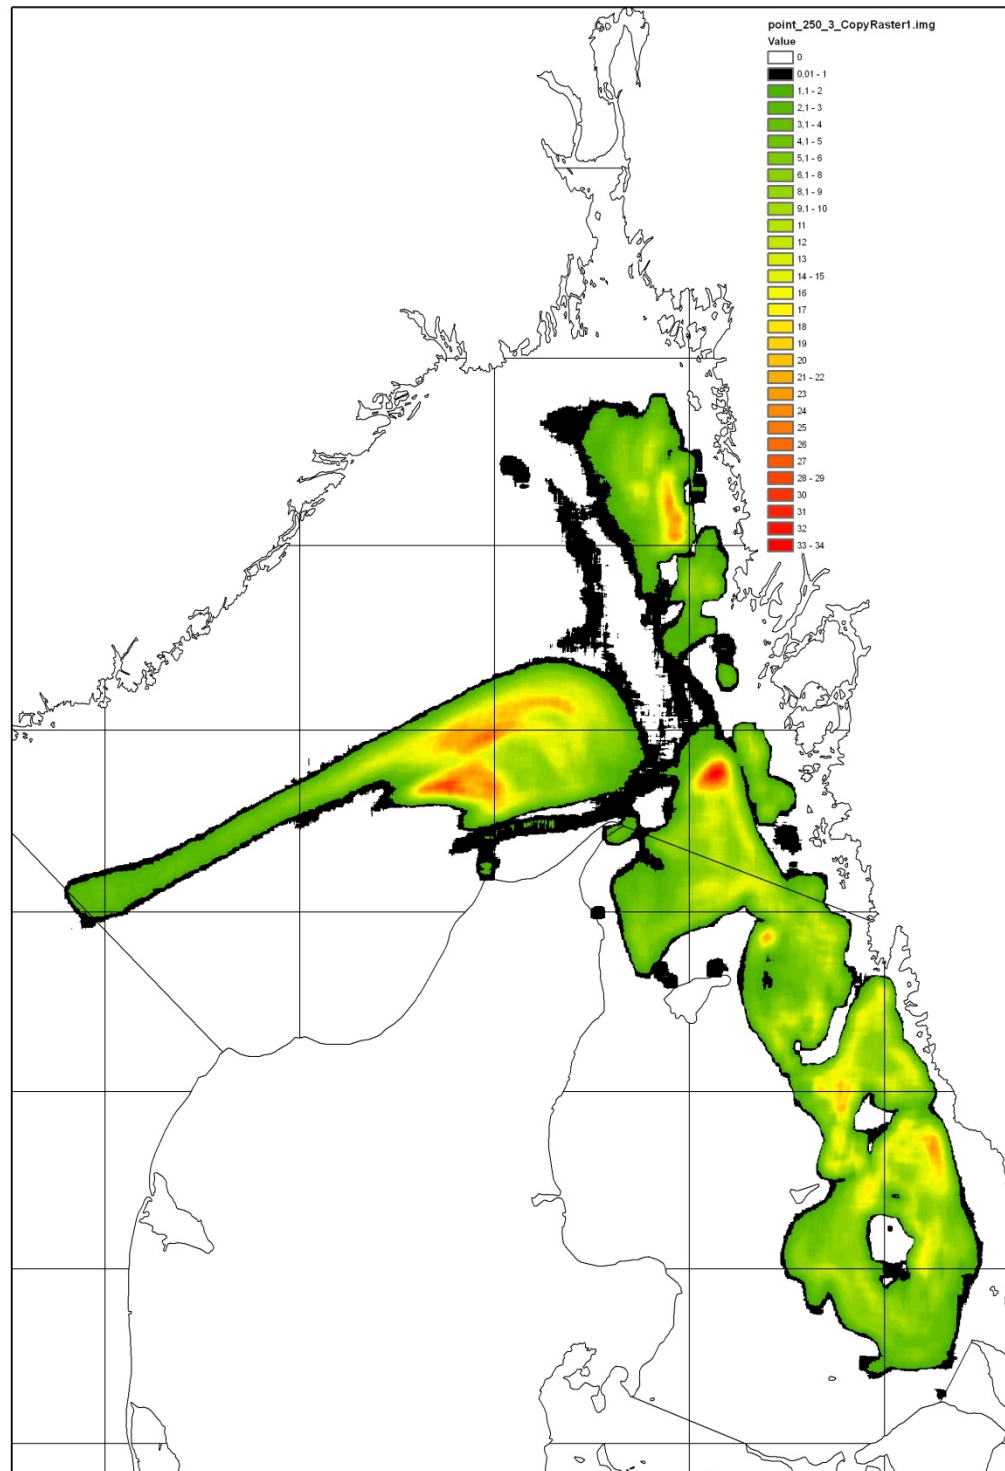 point_250_3_CopyRaster1.img
Value
0
0,01 - 1
1,1 - 2
2,1 - 3
3,1 - 4
4,1 - 5
5,1 - 6
6,1 - 8
8,1 - 9
9,1 - 10
11
12
13
14 - 15
16
17
18
19
20
21 - 22
23
24
25
26
27
28 - 29
30
31
32
33 - 34